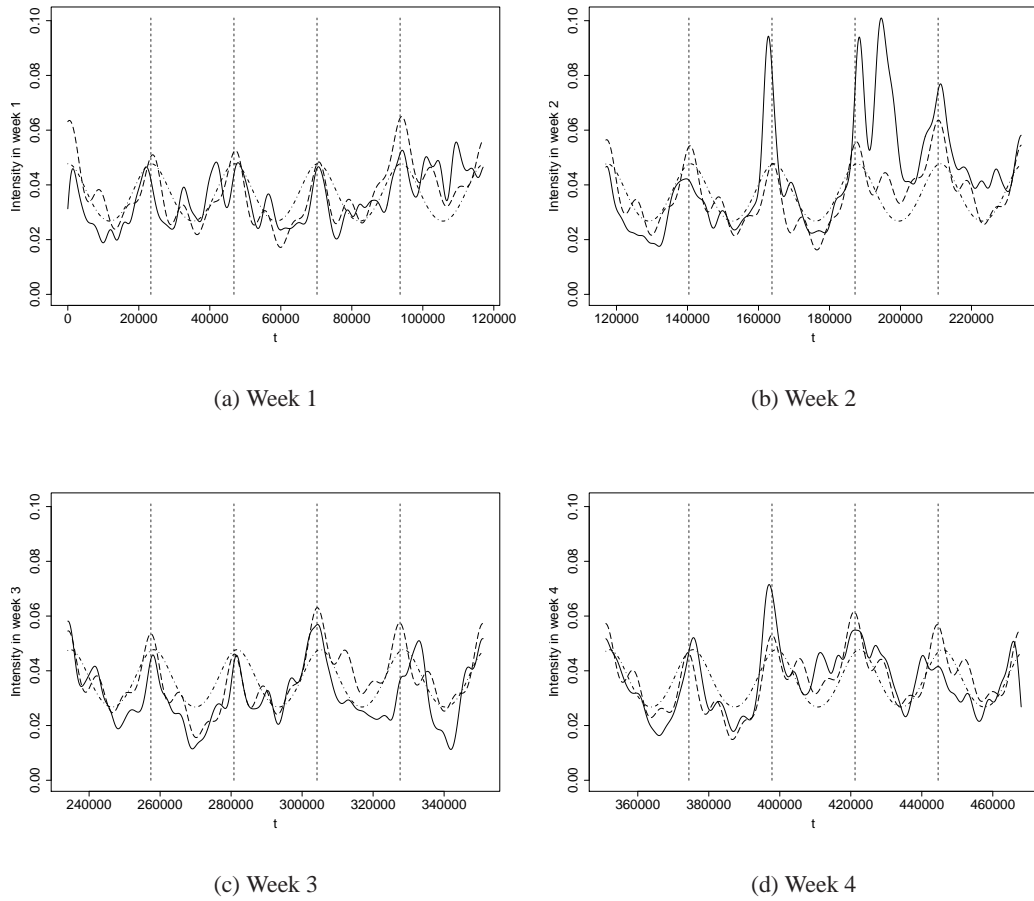 Intensity in week 1
0.00 0.02 0.04 0.06 0.08 0.10
0 20000 40000 60000 80000 100000 120000
t
(a) Week 1
Intensity in week 2
0.00 0.02 0.04 0.06 0.08 0.10
120000 140000 160000 180000 200000 220000
t
(b) Week 2
Intensity in week 3
0.00 0.02 0.04 0.06 0.08 0.10
240000 260000 280000 300000 320000 340000
t
(c) Week 3
Intensity in week 4
0.00 0.02 0.04 0.06 0.08 0.10
360000 380000 400000 420000 440000 460000
t
(d) Week 4